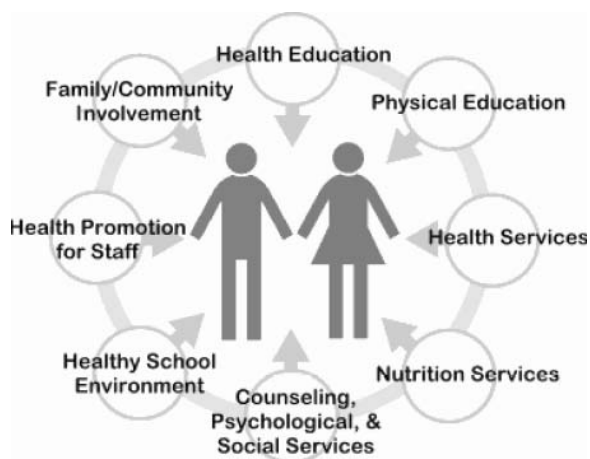 Health Education
Physical Education
Health Services
Nutrition Services
Counseling,
Psychological, &
Social Services
Healthy School
Environment
Health Promotion
for Staff
Family/Community
Involvement